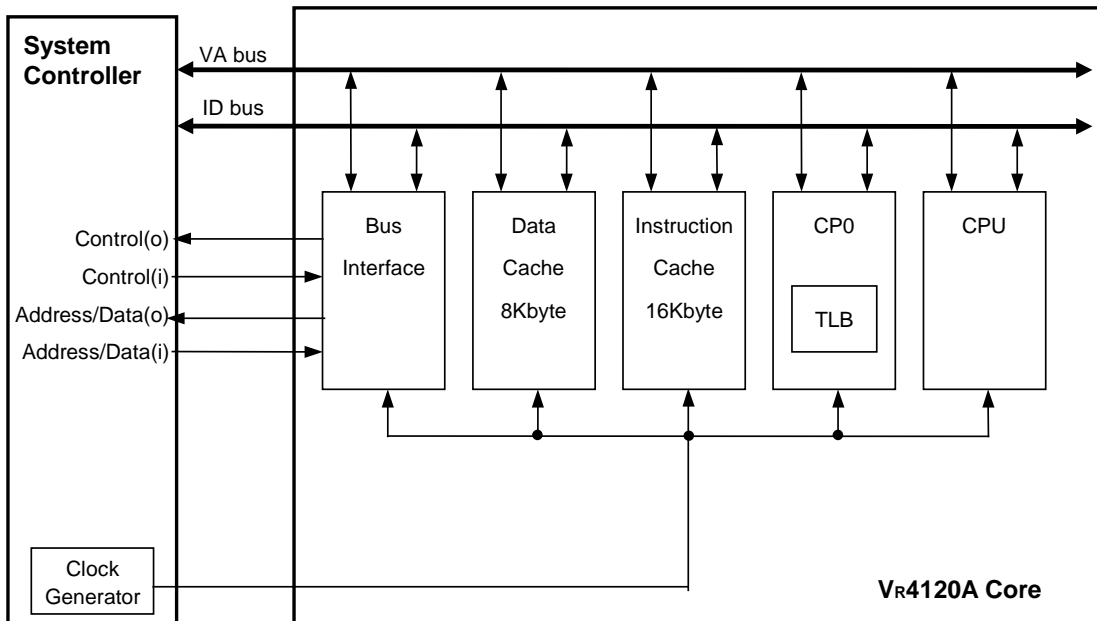 System
Controller
VA bus
ID bus
Control(o)
Control(i)
Address/Data(o)
Address/Data(i)
Bus
Interface
Data
Cache
8Kbyte
Instruction
Cache
16Kbyte
CP0
TLB
CPU
Clock
Generator
VR4120A Core